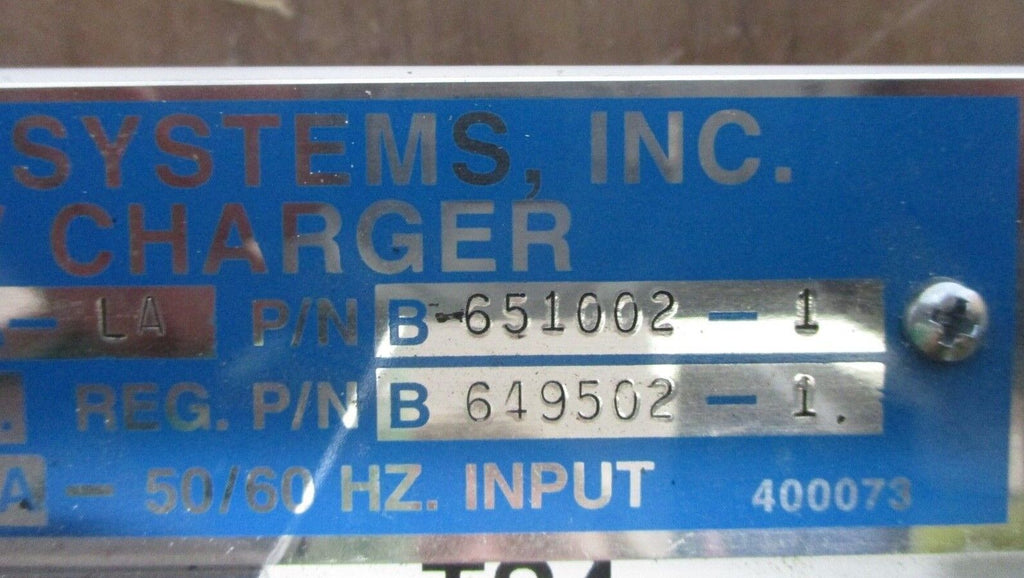 SYSTEMS, INC.
CHARGER
- LA P/N B-651002 - 1
REG. P/N B 649502 - 1.
A - 50/60 HZ. INPUT 400073